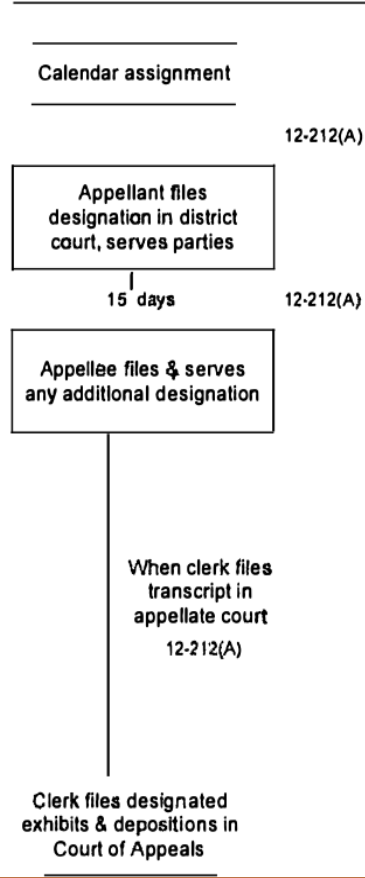 Calendar assignment
12-212(A)
Appellant files
designation in district
court, serves parties
15 days
12-212(A)
Appellee files & serves
any additional designation
When clerk files
transcript in
appellate court
12-212(A)
Clerk files designated
exhibits & depositions in
Court of Appeals